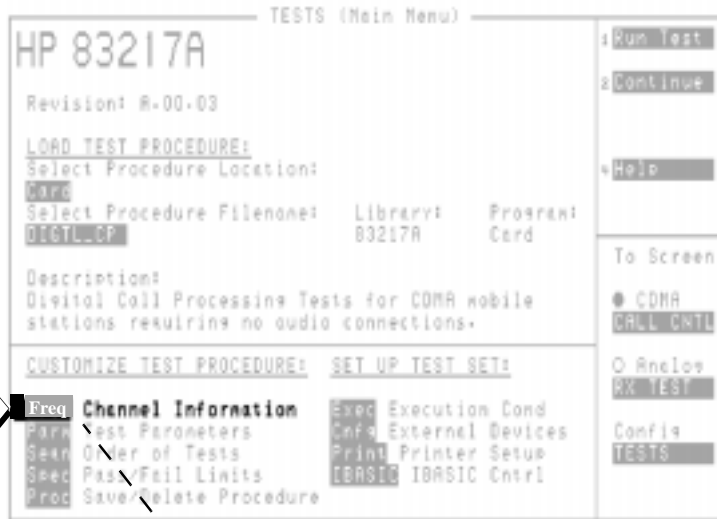 TESTS (Main Menu)
HP 83217A
Revision: A.00.03
LOAD TEST PROCEDURE:
Select Procedure Location:
Card
Select Procedure Filename: Library: Program:
DIGTL_CP 83217A Card
Description:
Digital Call Processing Tests for CDMA mobile
stations requiring no audio connections.
CUSTOMIZE TEST PROCEDURE: SET UP TEST SET:
Freq Channel Information Exec Execution Cond
Parm Test Parameters Cnfg External Devices
Seqn Order of Tests Print Printer Setup
Spec Pass/Fail Limits IBASIC IBASIC Cntrl
Proc Save/Delete Procedure
1 Run Test
2 Continue
4 Help
To Screen
CDMA
CALL CNTL
Analog
RX TEST
Config
TESTS